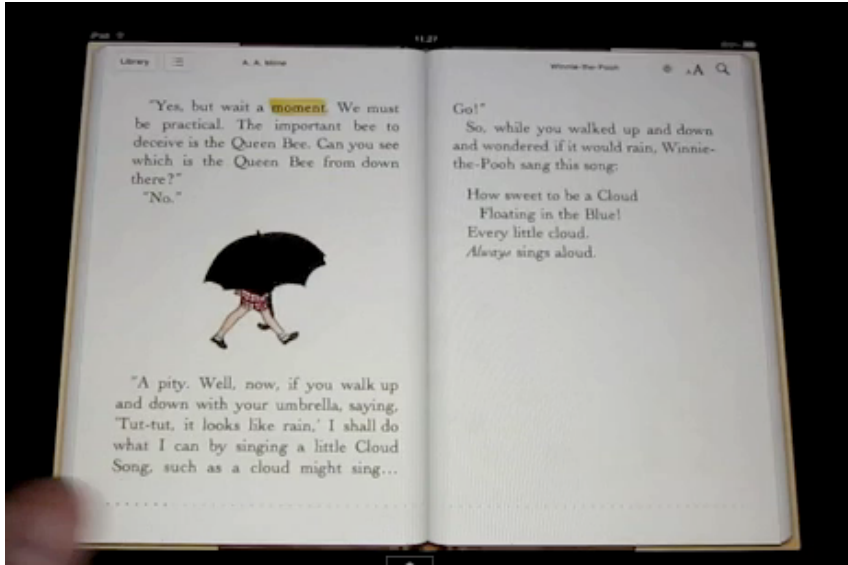 iPad
11.27
Library
A. A. Milne
Winnie-the-Pooh
AA
"Yes, but wait a moment. We must
be practical. The important bee to
deceive is the Queen Bee. Can you see
which is the Queen Bee from down
there?"
"No."
"A pity. Well, now, if you walk up
and down with your umbrella, saying,
'Tut-tut, it looks like rain,' I shall do
what I can by singing a little Cloud
Song, such as a cloud might sing...
Go!"
So, while you walked up and down
and wondered if it would rain, Winnie-
the-Pooh sang this song:
How sweet to be a Cloud
Floating in the Blue!
Every little cloud.
Always sings aloud.